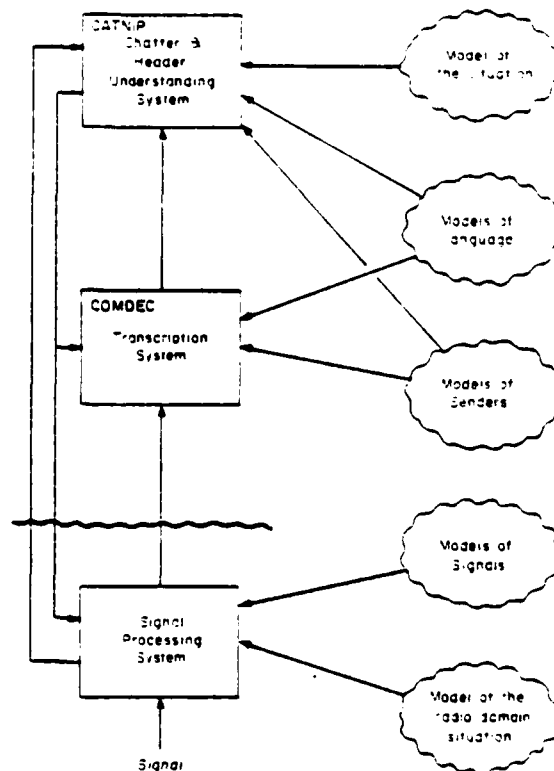 CATNIP
Chatter &
Header
Understanding
System
Model of
the situation
Models of
language
COMDEC
Transcription
System
Models of
Senders
Models of
Signals
Signal
Processing
System
Model of the
radio domain
situation
Signal